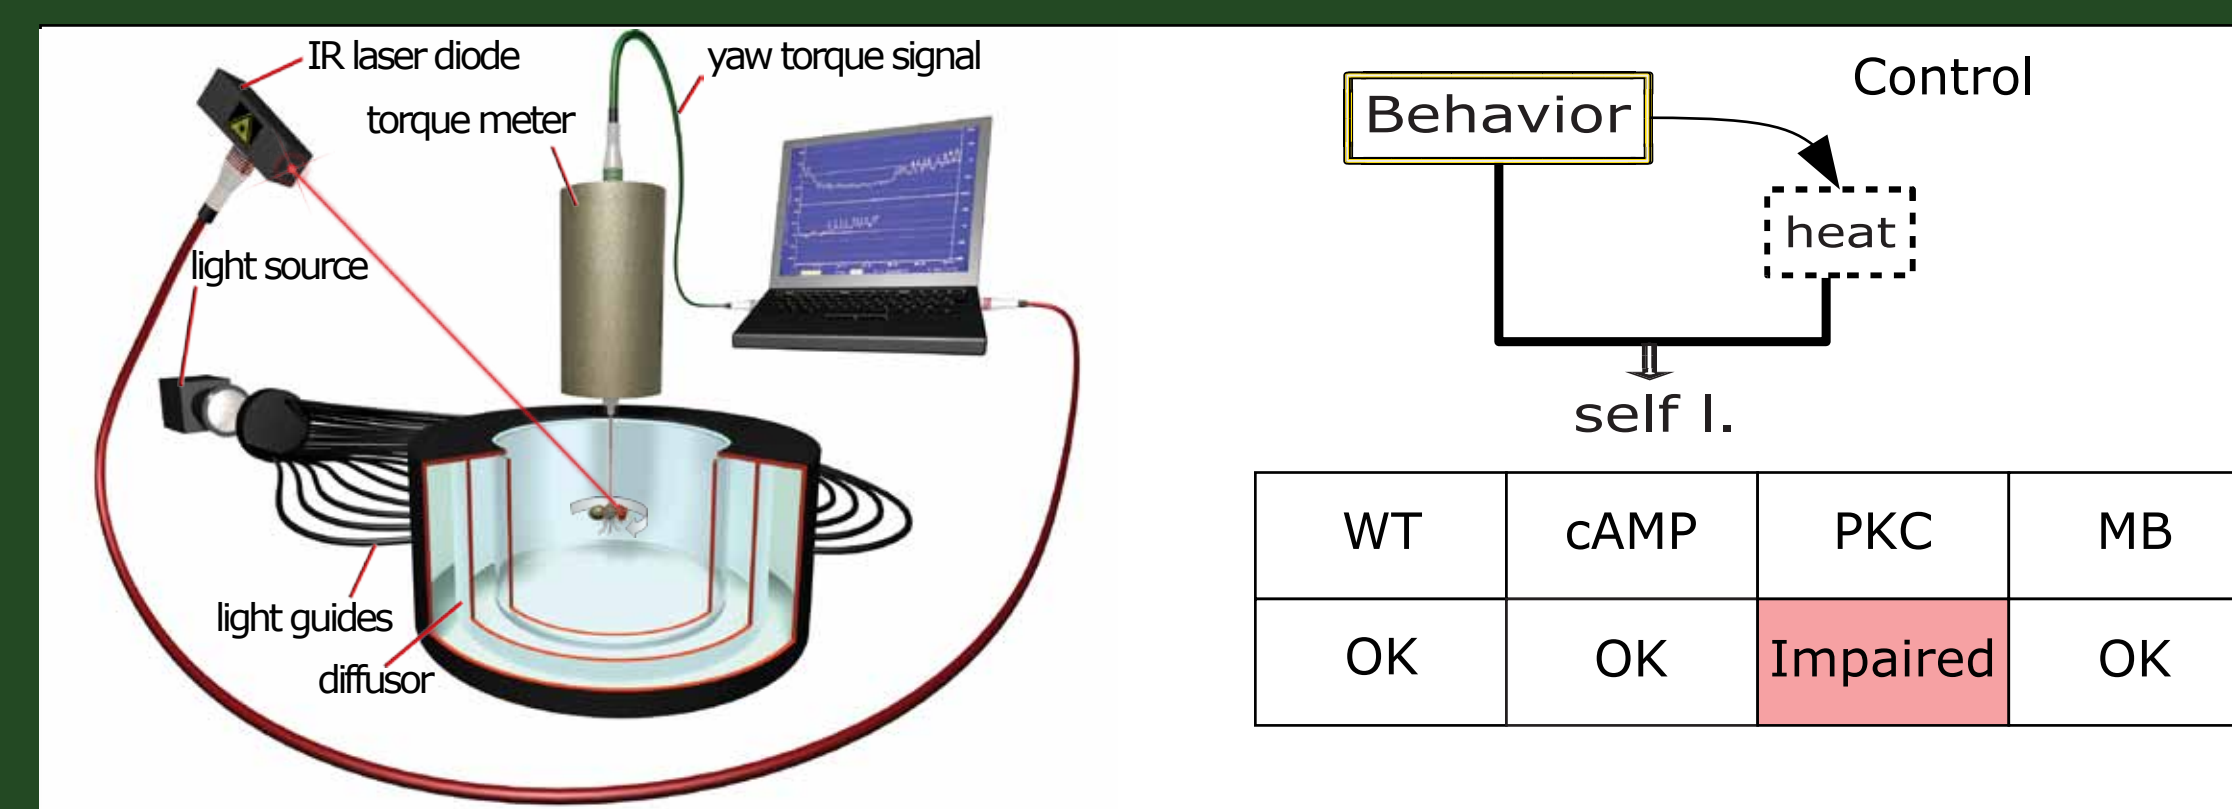 IR laser diode
yaw torque signal
torque meter
light source
light guides
diffusor
Control
Behavior
heat
self l.
WT cAMP PKC MB
OK OK Impaired OK